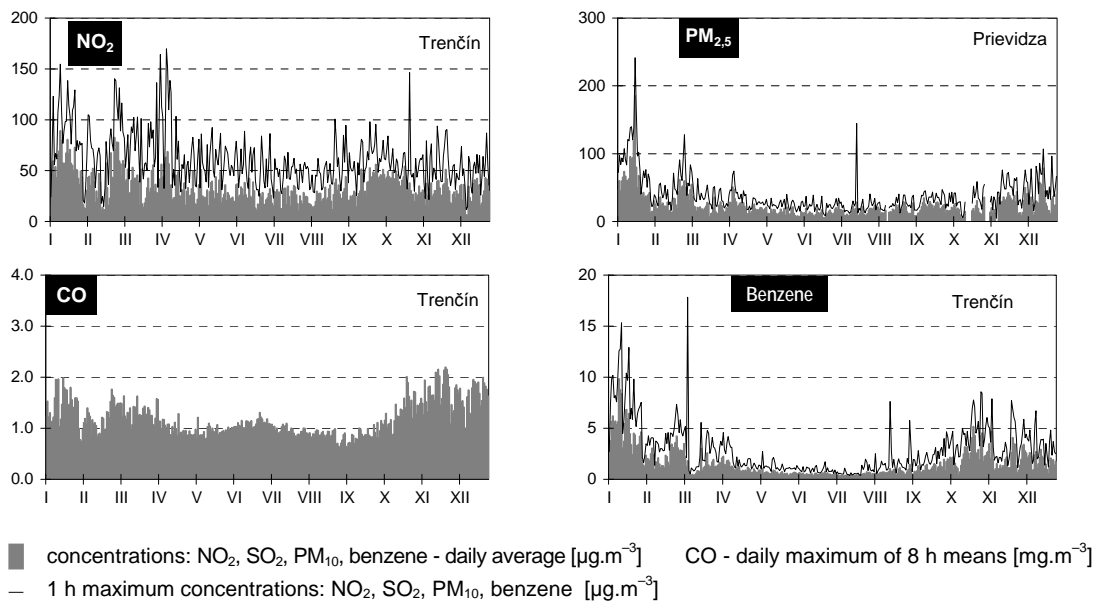 NO₂
Trenčín
200
150
100
50
0
I II III IV V VI VII VIII IX X XI XII
PM₂,₅
Prievidza
300
200
100
0
I II III IV V VI VII VIII IX X XI XII
CO
Trenčín
4.0
3.0
2.0
1.0
0.0
I II III IV V VI VII VIII IX X XI XII
Benzene
Trenčín
20
15
10
5
0
I II III IV V VI VII VIII IX X XI XII
concentrations: NO₂, SO₂, PM₁₀, benzene - daily average [µg.m⁻³] CO - daily maximum of 8 h means [mg.m⁻³]
1 h maximum concentrations: NO₂, SO₂, PM₁₀, benzene [µg.m⁻³]